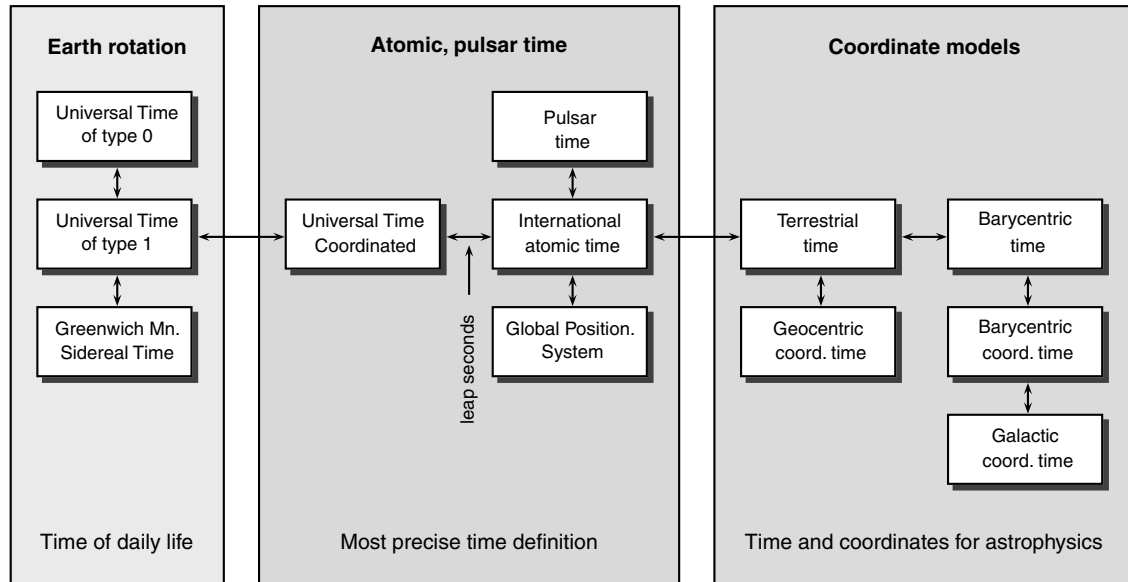 Earth rotation
Universal Time
of type 0
Universal Time
of type 1
Greenwich Mn.
Sidereal Time
Time of daily life
Atomic, pulsar time
Pulsar
time
Universal Time
Coordinated
International
atomic time
leap seconds
Global Position.
System
Most precise time definition
Coordinate models
Terrestrial
time
Barycentric
time
Geocentric
coord. time
Barycentric
coord. time
Galactic
coord. time
Time and coordinates for astrophysics